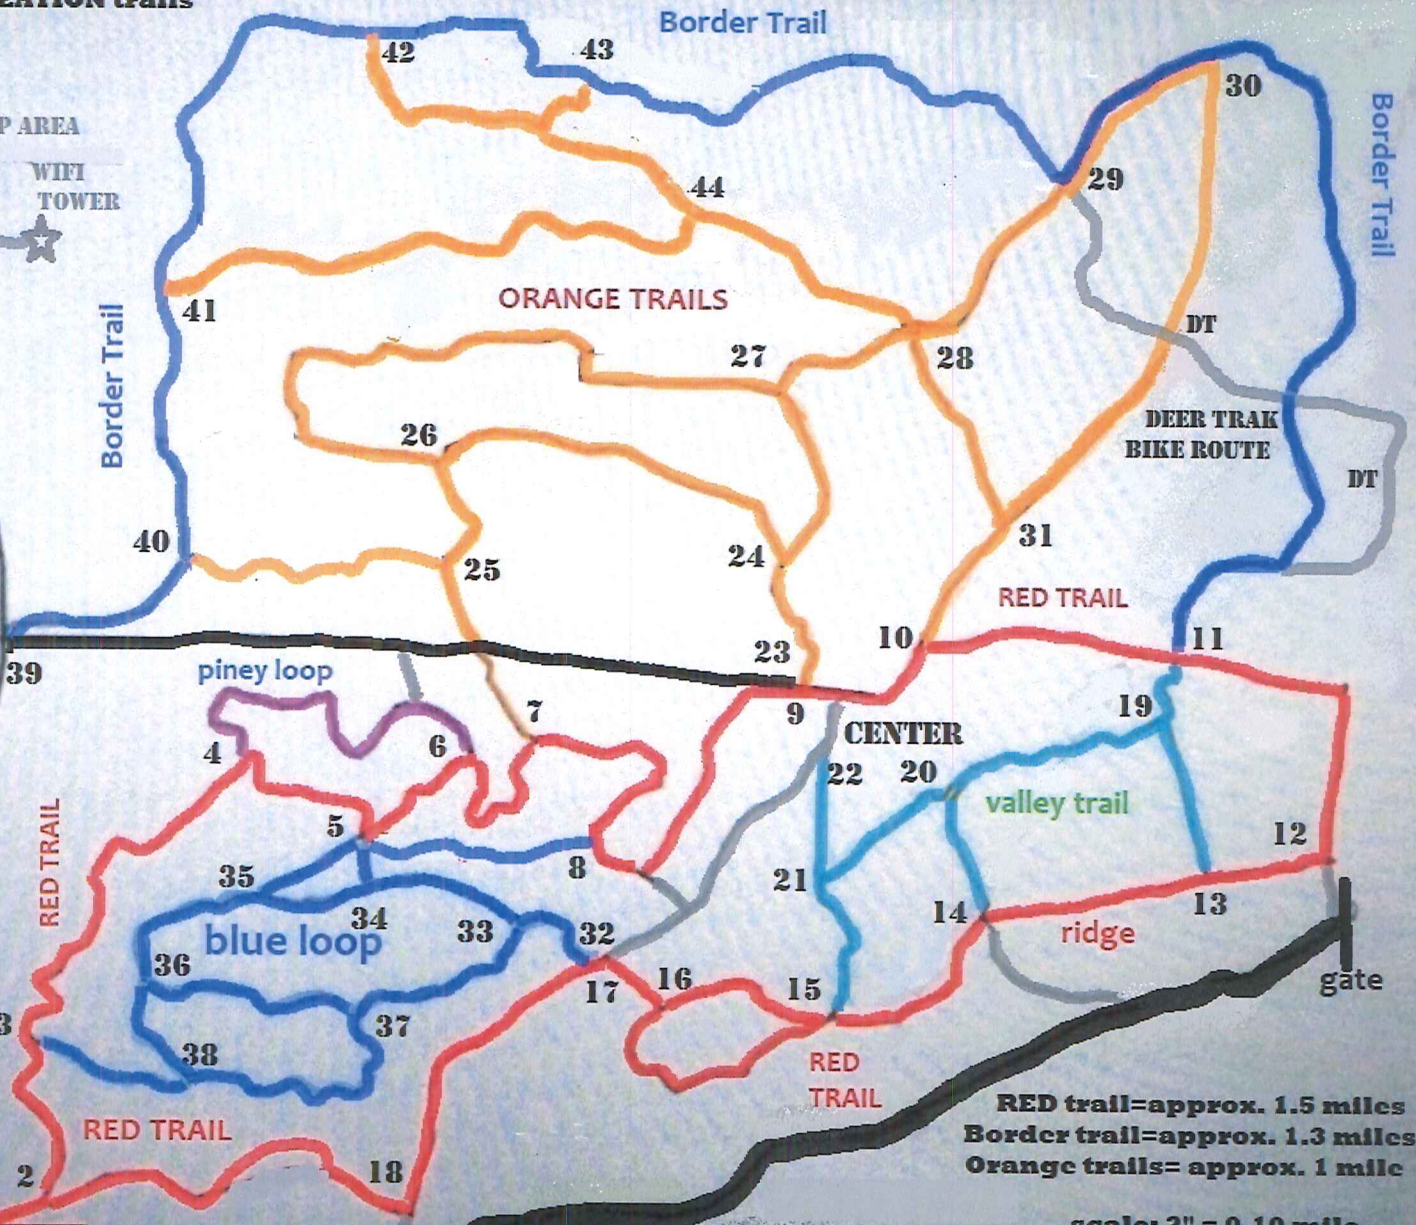 trails
Border Trail
42
43
30
P AREA
WIFI
TOWER
Border Trail
29
44
41
ORANGE TRAILS
DT
Border Trail
27
28
DEER TRAK
BIKE ROUTE
26
DT
40
24
31
25
RED TRAIL
23
10
11
39
piney loop
9
7
19
CENTER
4
6
22
20
valley trail
RED TRAIL
5
12
8
35
21
34
33
32
14
13
blue loop
ridge
36
16
gate
17
15
3
37
38
RED
TRAIL
RED TRAIL
RED trail=approx. 1.5 miles
Border trail=approx. 1.3 miles
Orange trails= approx. 1 mile
2
18